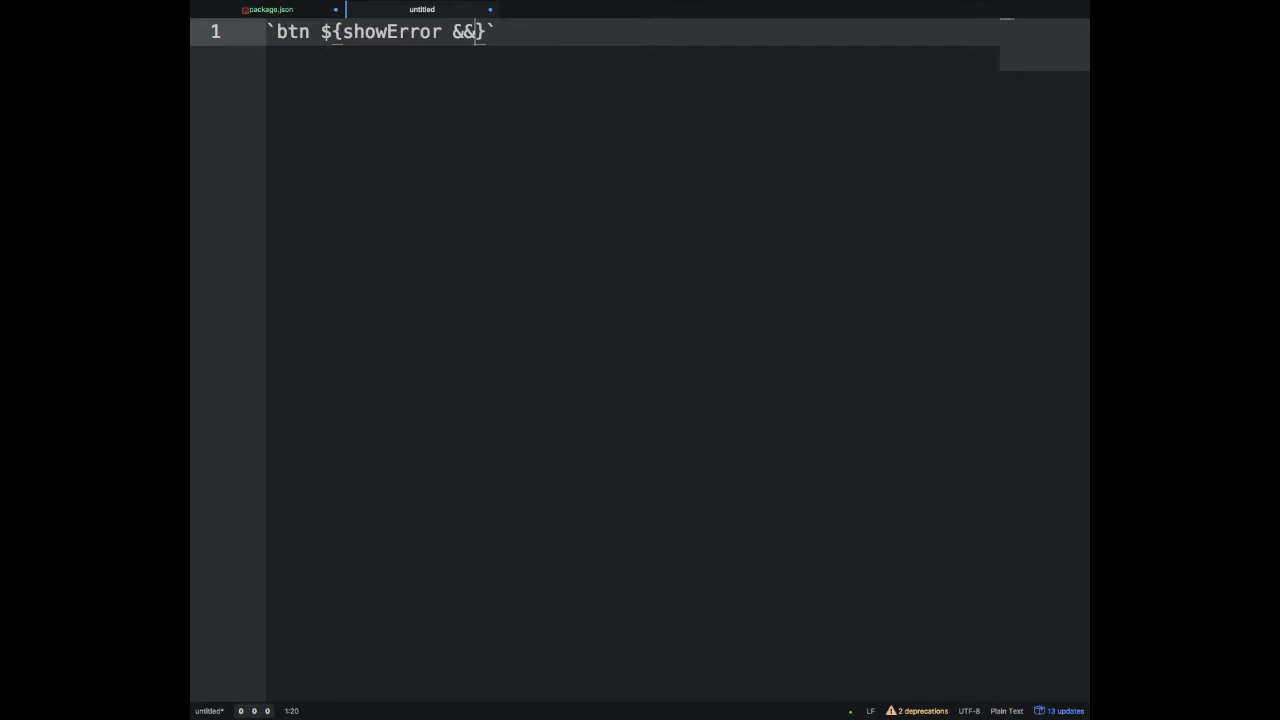 package.json
untitled
1 `btn ${showError &&}`
untitled* 0 0 0 1:20 LF 2 deprecations UTF-8 Plain Text 13 updates